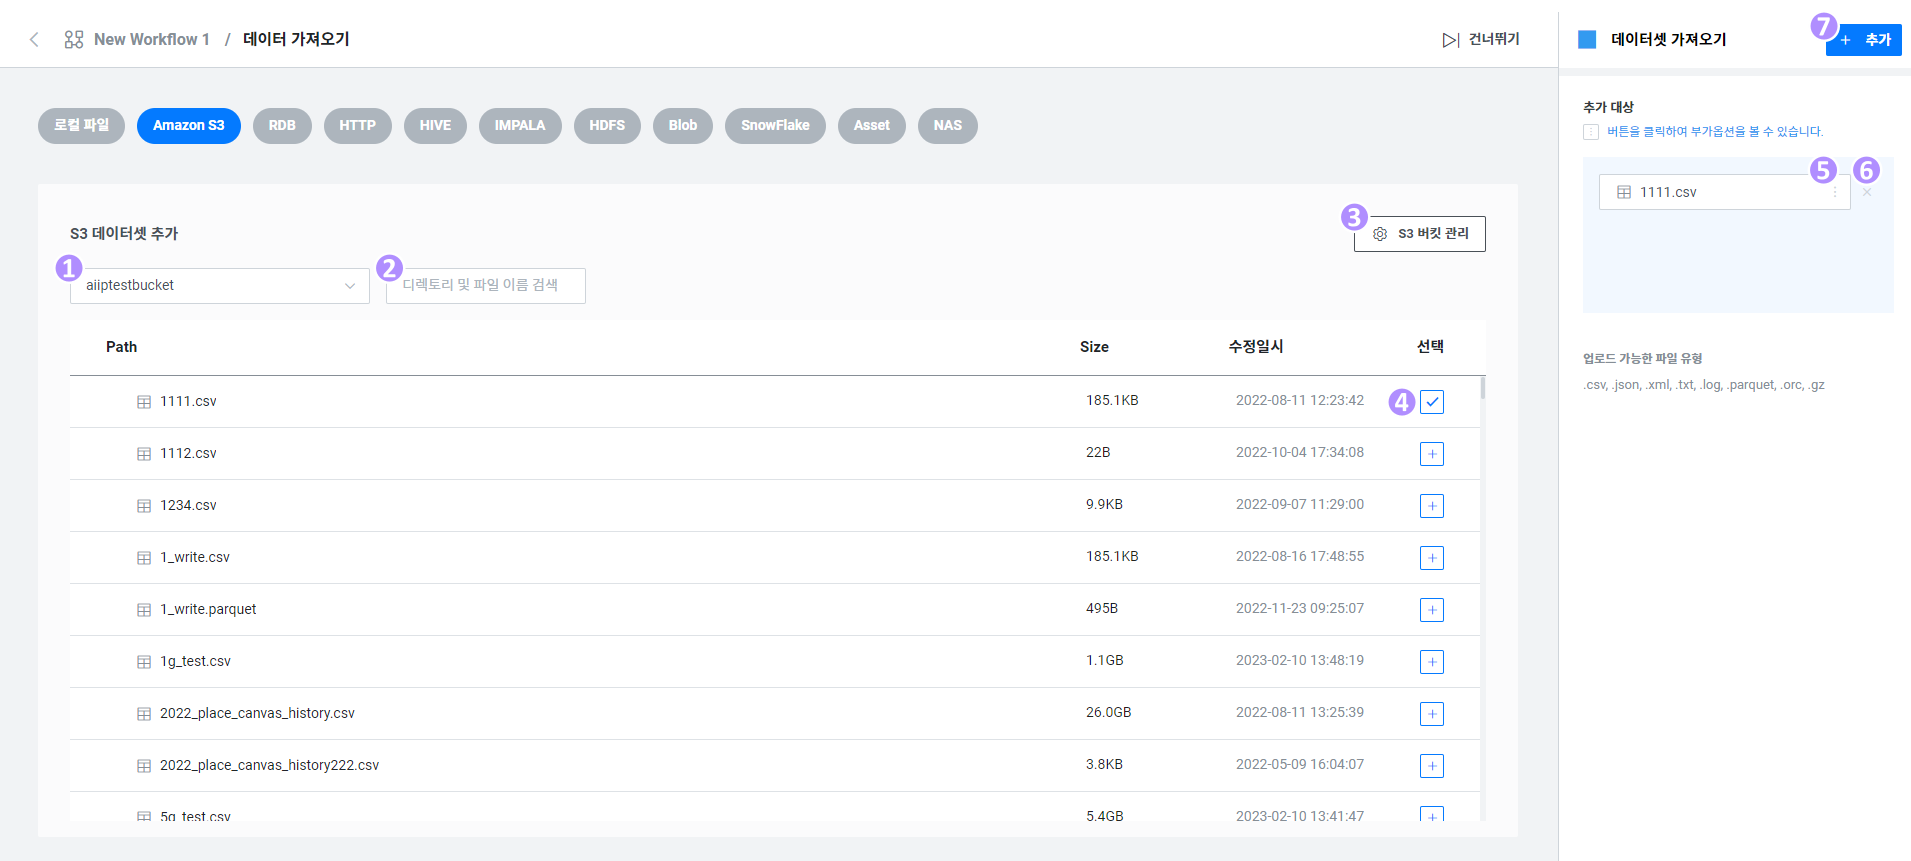 New Workflow 1 / 데이터 가져오기
건너뛰기
데이터셋 가져오기
7
+ 추가
로컬 파일
Amazon S3
RDB
HTTP
HIVE
IMPALA
HDFS
Blob
SnowFlake
Asset
NAS
S3 데이터셋 추가
3
S3 버킷 관리
1
aiiptestbucket
2
디렉토리 및 파일 이름 검색
Path Size 수정일시 선택
1111.csv 185.1KB 2022-08-11 12:23:42 4
1112.csv 22B 2022-10-04 17:34:08 +
1234.csv 9.9KB 2022-09-07 11:29:00 +
1_write.csv 185.1KB 2022-08-16 17:48:55 +
1_write.parquet 495B 2022-11-23 09:25:07 +
1g_test.csv 1.1GB 2023-02-10 13:48:19 +
2022_place_canvas_history.csv 26.0GB 2022-08-11 13:25:39 +
2022_place_canvas_history222.csv 3.8KB 2022-05-09 16:04:07 +
5g_test.csv 5.4GB 2023-02-10 13:41:47 +
추가 대상
버튼을 클릭하여 부가옵션을 볼 수 있습니다.
5
6
1111.csv
업로드 가능한 파일 유형
.csv, .json, .xml, .txt, .log, .parquet, .orc, .gz